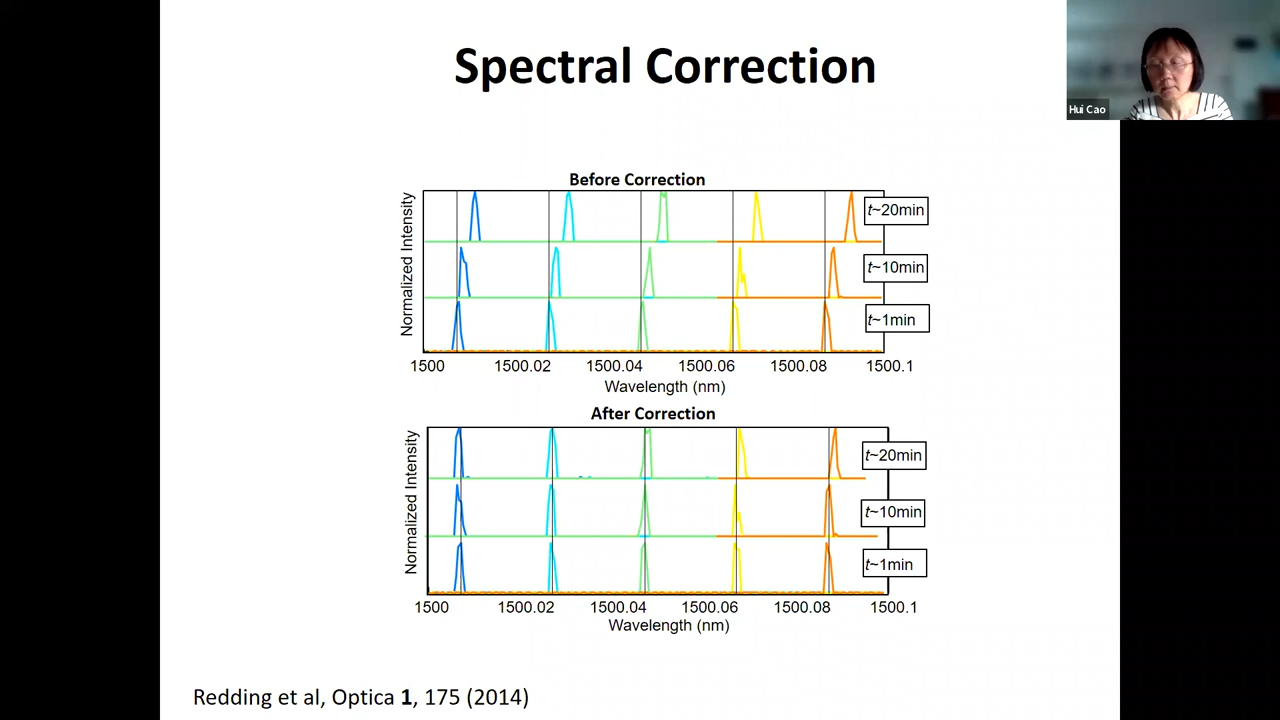 Spectral Correction
Hui Cao
Before Correction
Normalized Intensity
t~20min
t~10min
t~1min
1500 1500.02 1500.04 1500.06 1500.08 1500.1
Wavelength (nm)
After Correction
Normalized Intensity
t~20min
t~10min
t~1min
1500 1500.02 1500.04 1500.06 1500.08 1500.1
Wavelength (nm)
Redding et al, Optica 1, 175 (2014)